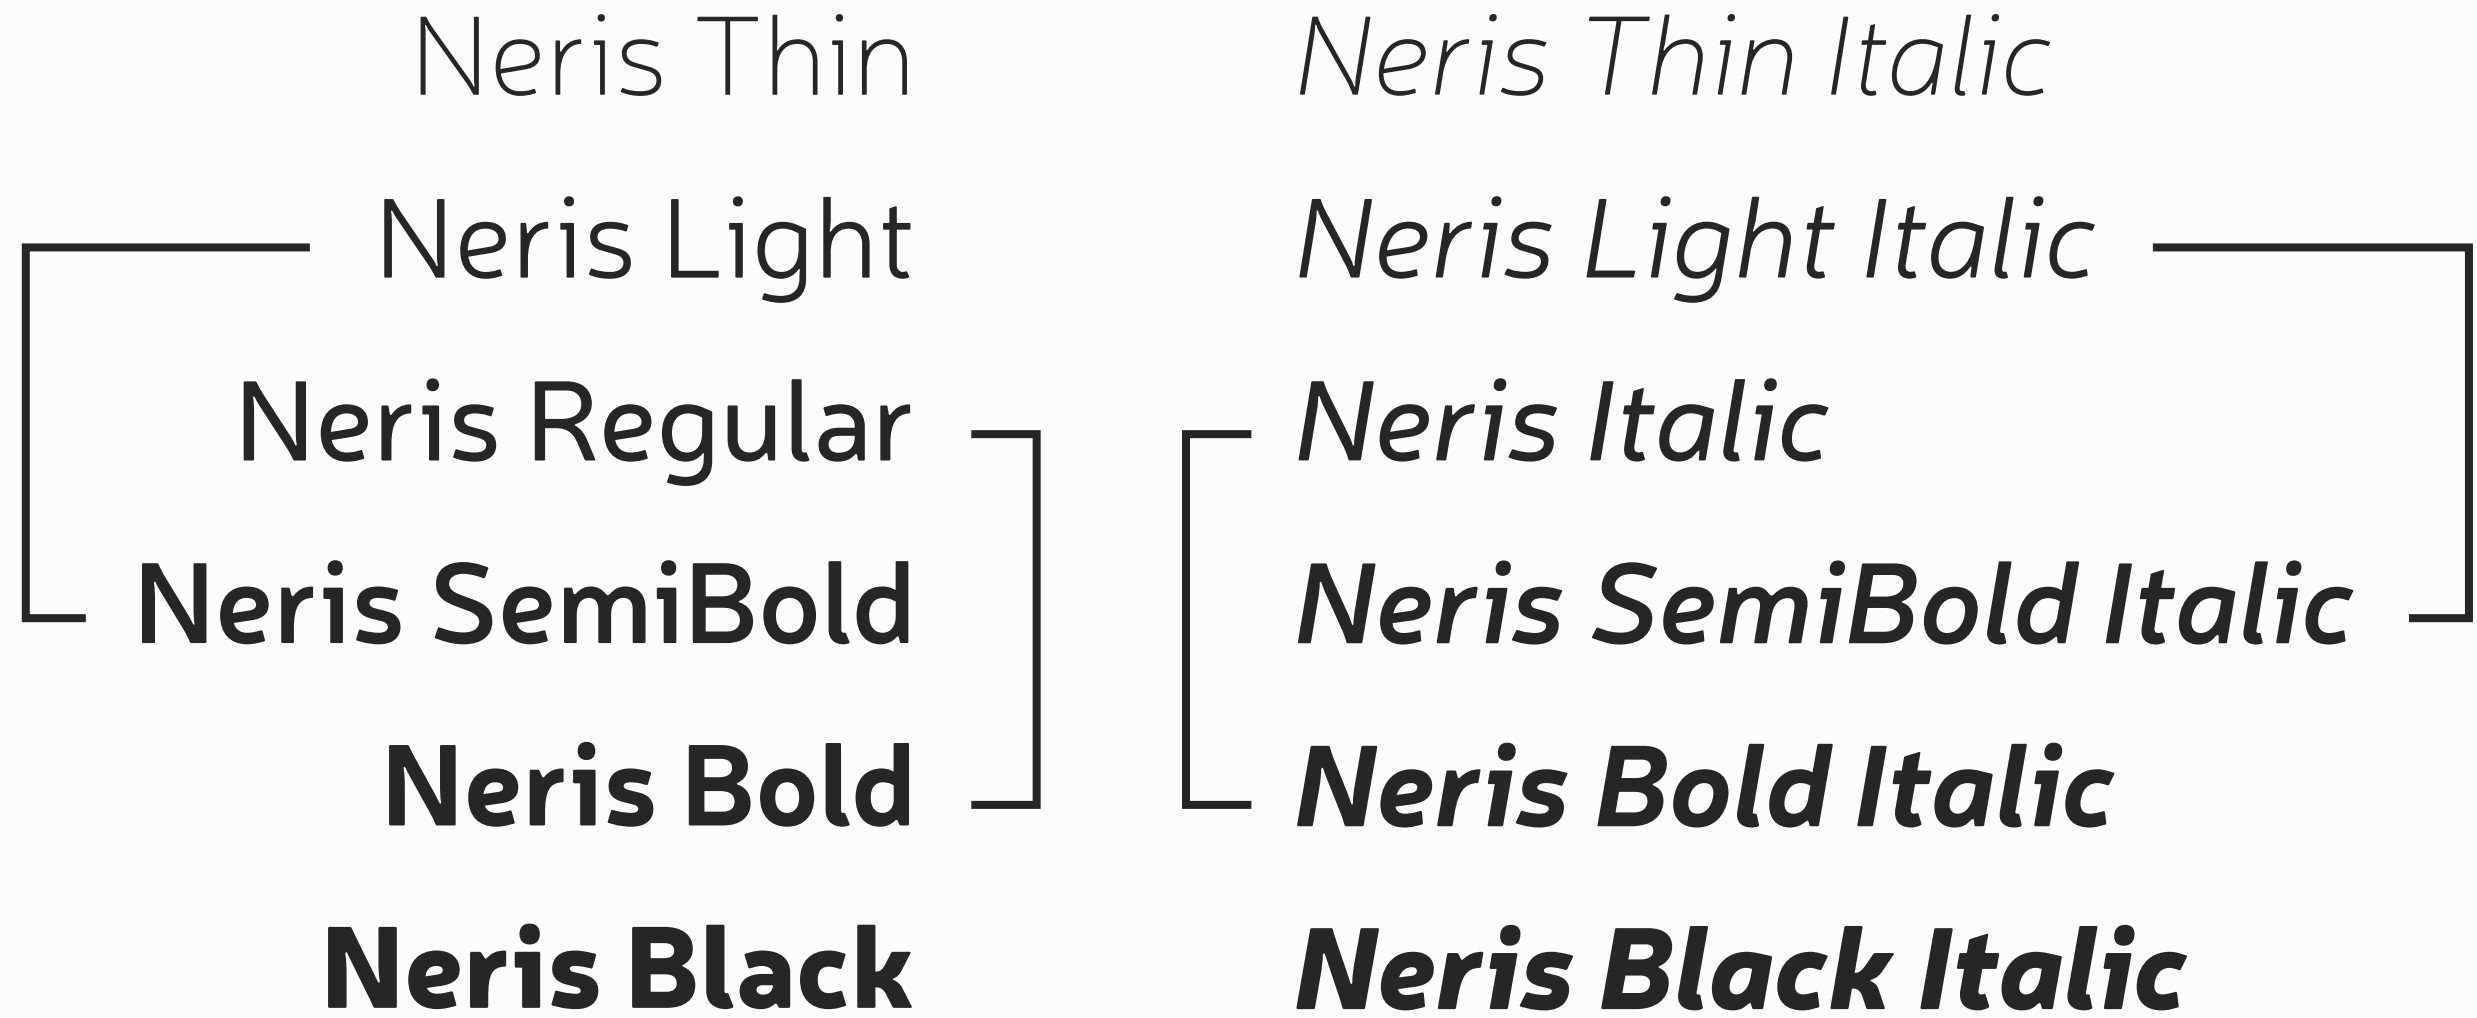 Neris Thin
Neris Thin Italic
Neris Light
Neris Light Italic
Neris Regular
Neris Italic
Neris SemiBold
Neris SemiBold Italic
Neris Bold
Neris Bold Italic
Neris Black
Neris Black Italic